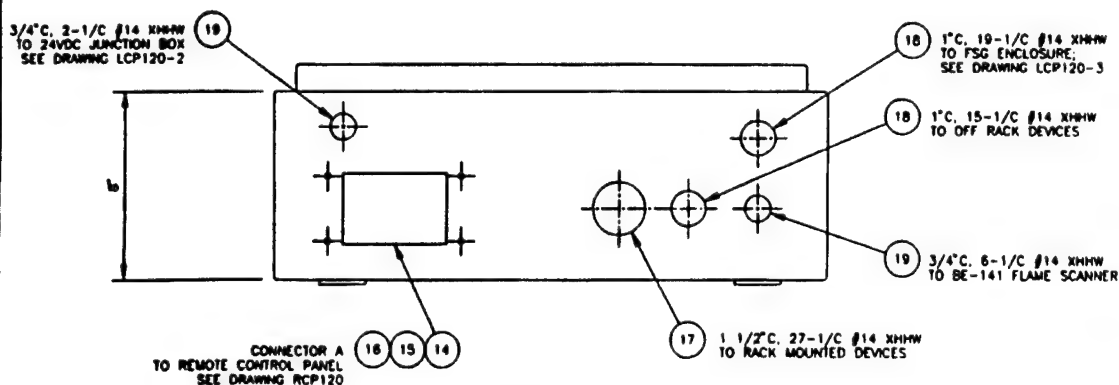 3/4"C, 2-1/C #14 XHHW
TO 24VDC JUNCTION BOX
SEE DRAWING LCP120-2
19
18
1"C, 19-1/C #14 XHHW
TO FSG ENCLOSURE;
SEE DRAWING LCP120-3
18
1"C, 15-1/C #14 XHHW
TO OFF RACK DEVICES
19
3/4"C, 6-1/C #14 XHHW
TO BE-141 FLAME SCANNER
17
1 1/2"C, 27-1/C #14 XHHW
TO RACK MOUNTED DEVICES
CONNECTOR A
TO REMOTE CONTROL PANEL
SEE DRAWING RCP120
16 15 14